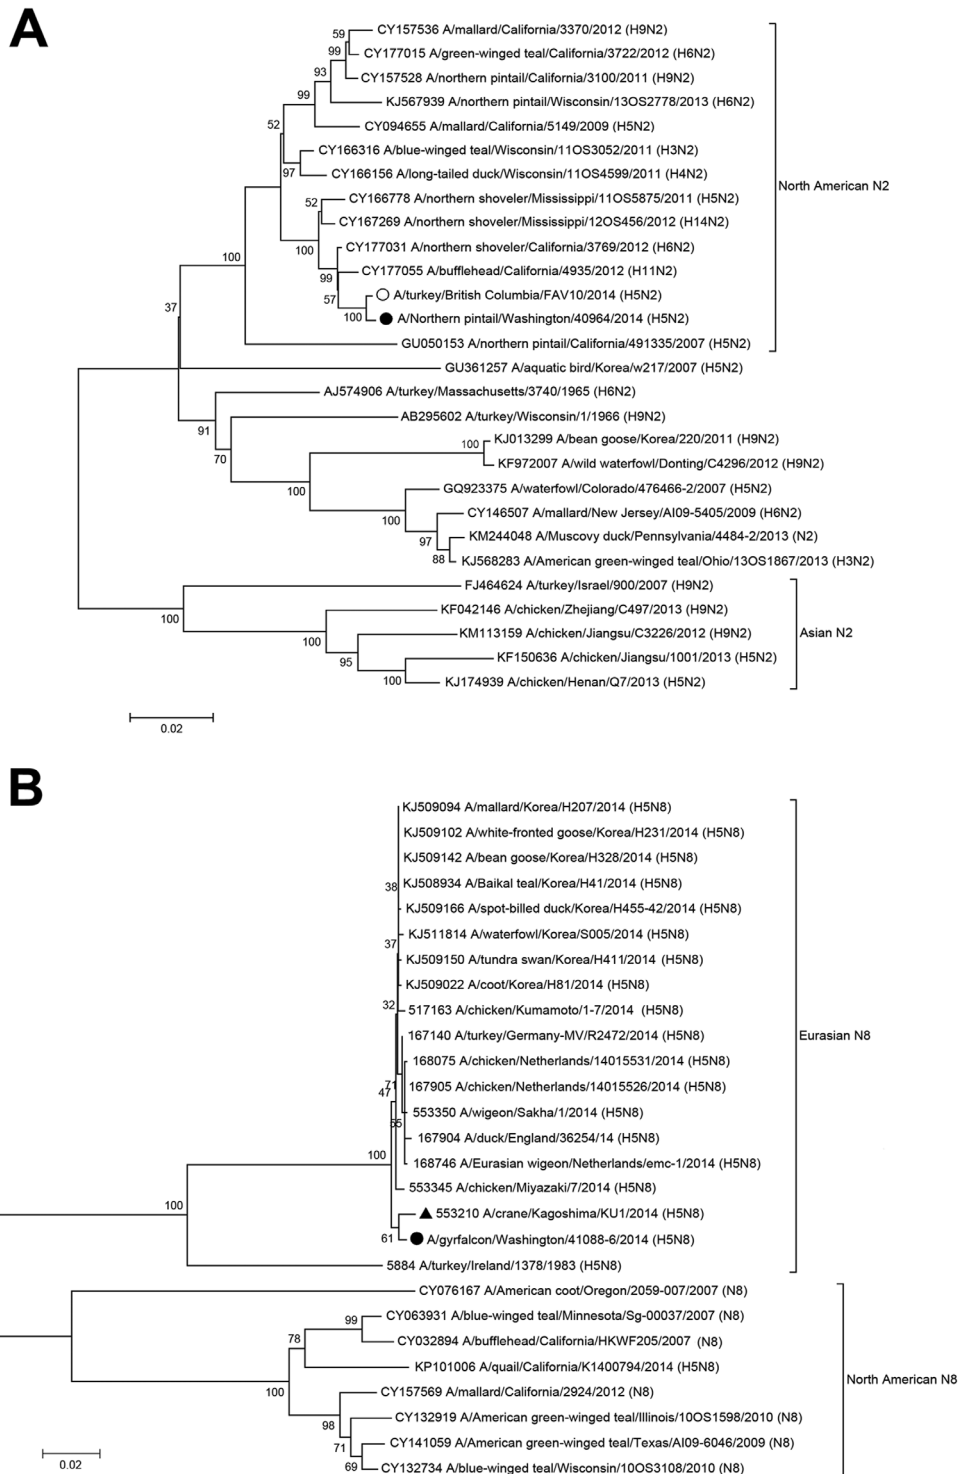 A
CY157536 A/mallard/California/3370/2012 (H9N2)
59
CY177015 A/green-winged teal/California/3722/2012 (H6N2)
99
CY157528 A/northern pintail/California/3100/2011 (H9N2)
93
KJ567939 A/northern pintail/Wisconsin/13OS2778/2013 (H6N2)
99
CY094655 A/mallard/California/5149/2009 (H5N2)
52
CY166316 A/blue-winged teal/Wisconsin/11OS3052/2011 (H3N2)
97
CY166156 A/long-tailed duck/Wisconsin/11OS4599/2011 (H4N2)
North American N2
CY166778 A/northern shoveler/Mississippi/11OS5875/2011 (H5N2)
52
CY167269 A/northern shoveler/Mississippi/12OS456/2012 (H14N2)
100
CY177031 A/northern shoveler/California/3769/2012 (H6N2)
100
CY177055 A/bufflehead/California/4935/2012 (H11N2)
99
A/turkey/British Columbia/FAV10/2014 (H5N2)
57
100
A/Northern pintail/Washington/40964/2014 (H5N2)
37
GU050153 A/northern pintail/California/491335/2007 (H5N2)
GU361257 A/aquatic bird/Korea/w217/2007 (H5N2)
AJ574906 A/turkey/Massachusetts/3740/1965 (H6N2)
91
AB295602 A/turkey/Wisconsin/1/1966 (H9N2)
70
KJ013299 A/bean goose/Korea/220/2011 (H9N2)
100
KF972007 A/wild waterfowl/Donting/C4296/2012 (H9N2)
100
GQ923375 A/waterfowl/Colorado/476466-2/2007 (H5N2)
100
CY146507 A/mallard/New Jersey/AI09-5405/2009 (H6N2)
97
KM244048 A/Muscovy duck/Pennsylvania/4484-2/2013 (N2)
88
KJ568283 A/American green-winged teal/Ohio/13OS1867/2013 (H3N2)
FJ464624 A/turkey/Israel/900/2007 (H9N2)
100
KF042146 A/chicken/Zhejiang/C497/2013 (H9N2)
100
KM113159 A/chicken/Jiangsu/C3226/2012 (H9N2)
Asian N2
95
KF150636 A/chicken/Jiangsu/1001/2013 (H5N2)
100
KJ174939 A/chicken/Henan/Q7/2013 (H5N2)
0.02
B
KJ509094 A/mallard/Korea/H207/2014 (H5N8)
KJ509102 A/white-fronted goose/Korea/H231/2014 (H5N8)
KJ509142 A/bean goose/Korea/H328/2014 (H5N8)
38
KJ508934 A/Baikal teal/Korea/H41/2014 (H5N8)
KJ509166 A/spot-billed duck/Korea/H455-42/2014 (H5N8)
37
KJ511814 A/waterfowl/Korea/S005/2014 (H5N8)
KJ509150 A/tundra swan/Korea/H411/2014 (H5N8)
KJ509022 A/coot/Korea/H81/2014 (H5N8)
32
517163 A/chicken/Kumamoto/1-7/2014 (H5N8)
167140 A/turkey/Germany-MV/R2472/2014 (H5N8)
Eurasian N8
168075 A/chicken/Netherlands/14015531/2014 (H5N8)
71
47
167905 A/chicken/Netherlands/14015526/2014 (H5N8)
553350 A/wigeon/Sakha/1/2014 (H5N8)
55
167904 A/duck/England/36254/14 (H5N8)
100
168746 A/Eurasian wigeon/Netherlands/emc-1/2014 (H5N8)
553345 A/chicken/Miyazaki/7/2014 (H5N8)
100
553210 A/crane/Kagoshima/KU1/2014 (H5N8)
61
A/gyrfalcon/Washington/41088-6/2014 (H5N8)
5884 A/turkey/Ireland/1378/1983 (H5N8)
CY076167 A/American coot/Oregon/2059-007/2007 (N8)
CY063931 A/blue-winged teal/Minnesota/Sg-00037/2007 (N8)
99
CY032894 A/bufflehead/California/HKWF205/2007 (N8)
78
KP101006 A/quail/California/K1400794/2014 (H5N8)
North American N8
100
CY157569 A/mallard/California/2924/2012 (N8)
CY132919 A/American green-winged teal/Illinois/10OS1598/2010 (N8)
98
CY141059 A/American green-winged teal/Texas/AI09-6046/2009 (N8)
71
CY132734 A/blue-winged teal/Wisconsin/10OS3108/2010 (N8)
69
0.02